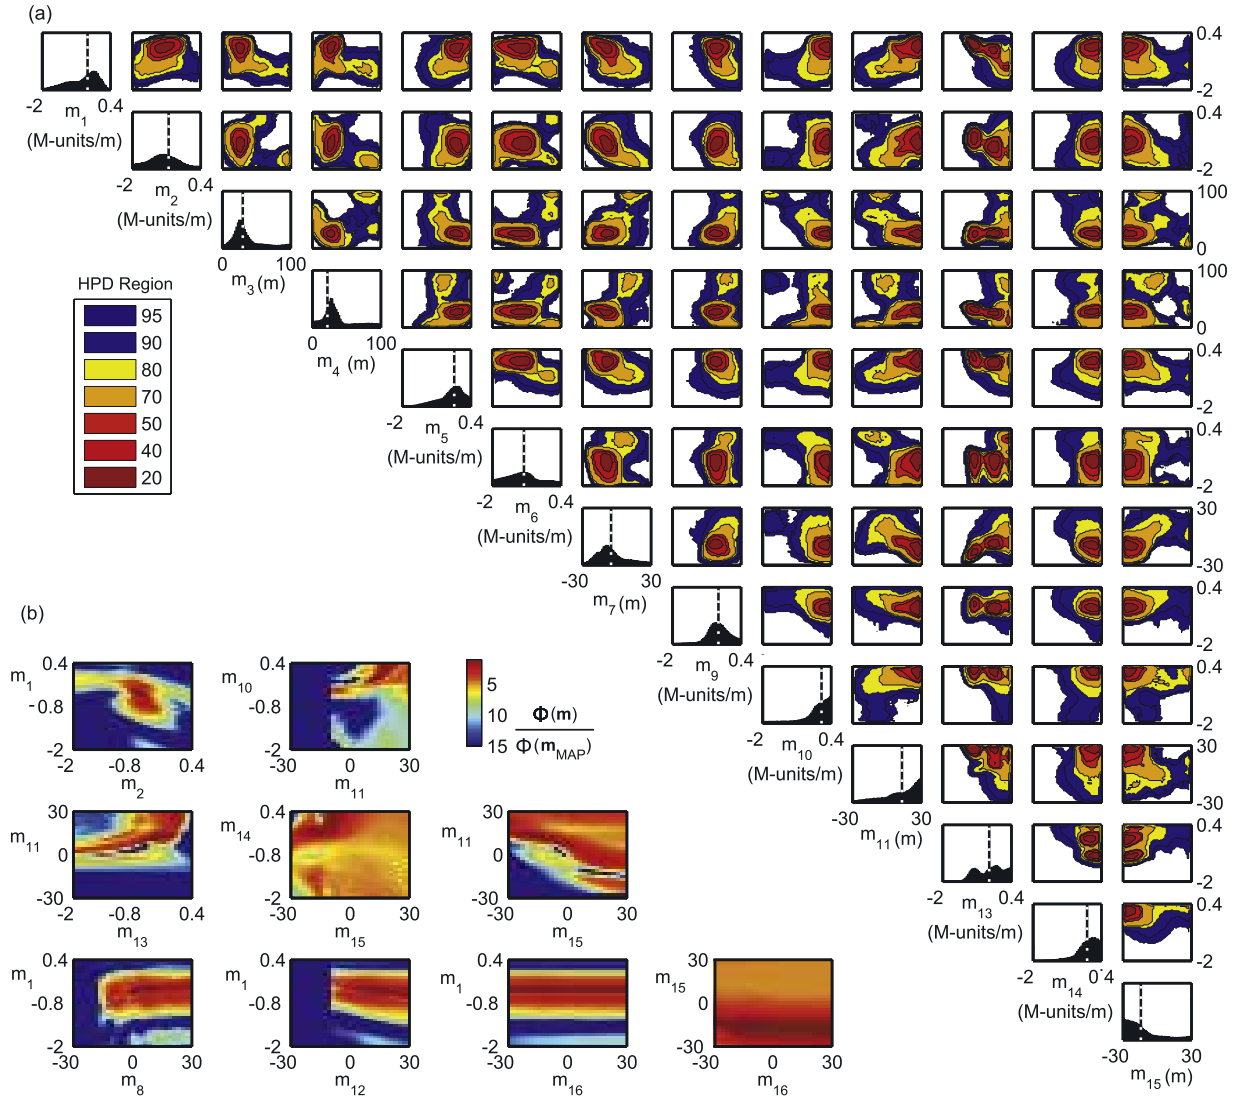 (a)
0.4
-2
-2 m1 0.4
(M-units/m)
0.4
-2
-2 m2 0.4
(M-units/m)
100
0
0 100
m3 (m)
HPD Region
95
90
80
70
50
40
20
100
0
0 100
m4 (m)
0.4
-2
-2 m5 0.4
(M-units/m)
0.4
-2
-2 m6 0.4
(M-units/m)
30
-30
-30 30
m7 (m)
0.4
-2
-2 m9 0.4
(M-units/m)
0.4
-2
-2 m10 0.4
(M-units/m)
30
-30
-30 30
m11 (m)
0.4
-2
-2 m13 0.4
(M-units/m)
0.4
-2
-2 m14 0.4
(M-units/m)
-30 30
m15 (m)
(b)
m1 0.4
-0.8
-2
-2 -0.8 0.4
m2
m10 0.4
-0.8
-2
-30 0 30
m11
5
10
15
Φ(m)
Φ(mMAP)
m11 30
0
-30
-2 -0.8 0.4
m13
m14 0.4
-0.8
-2
-30 0 30
m15
m11 30
0
-30
-30 0 30
m15
m1 0.4
-0.8
-2
-30 0 30
m8
m1 0.4
-0.8
-2
-30 0 30
m12
m1 0.4
-0.8
-2
-30 0 30
m16
m15 30
0
-30
-30 0 30
m16